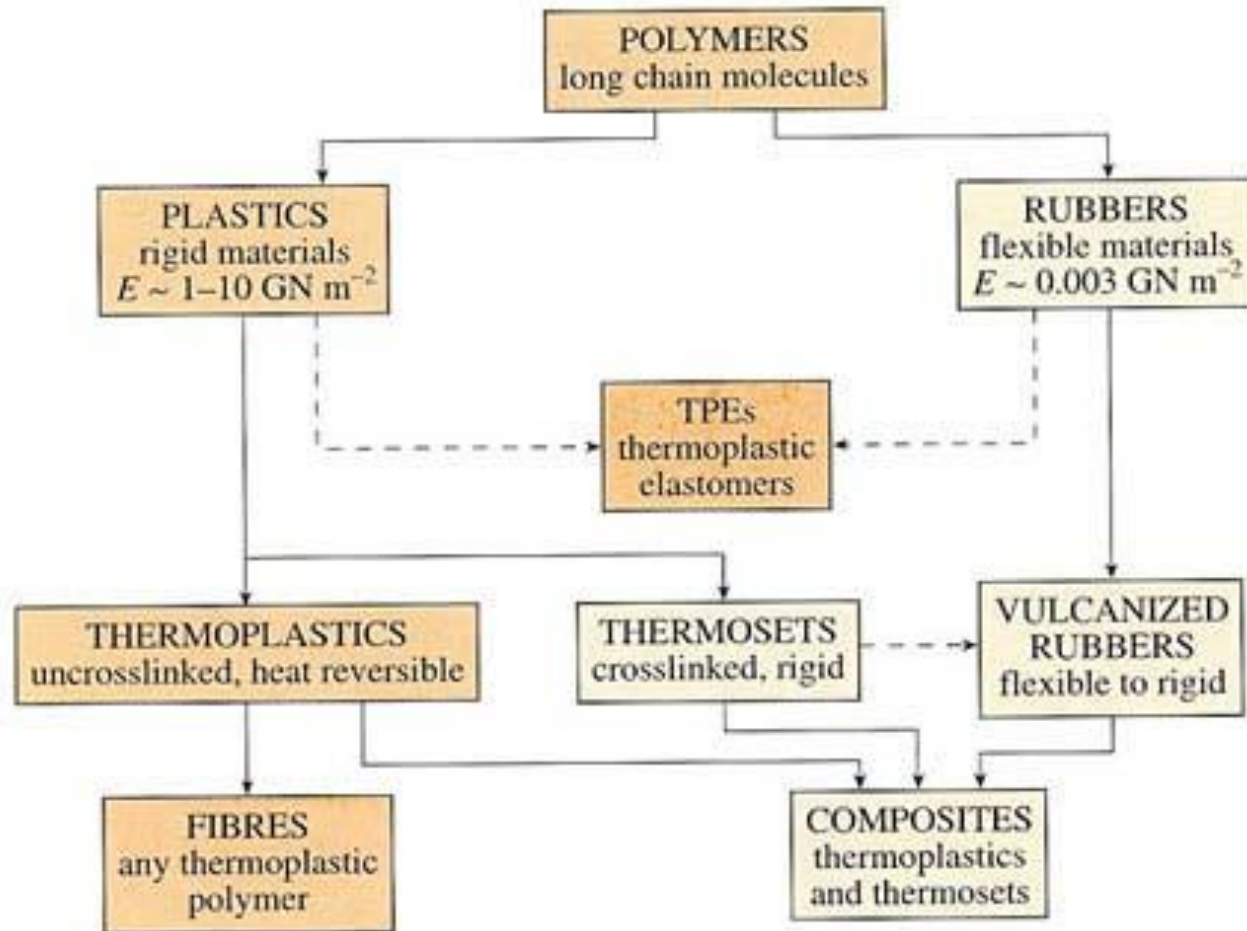 POLYMERS
long chain molecules
PLASTICS
rigid materials
E ~ 1–10 GN m⁻²
RUBBERS
flexible materials
E ~ 0.003 GN m⁻²
TPEs
thermoplastic
elastomers
THERMOPLASTICS
uncrosslinked, heat reversible
THERMOSETS
crosslinked, rigid
VULCANIZED
RUBBERS
flexible to rigid
FIBRES
any thermoplastic
polymer
COMPOSITES
thermoplastics
and thermosets